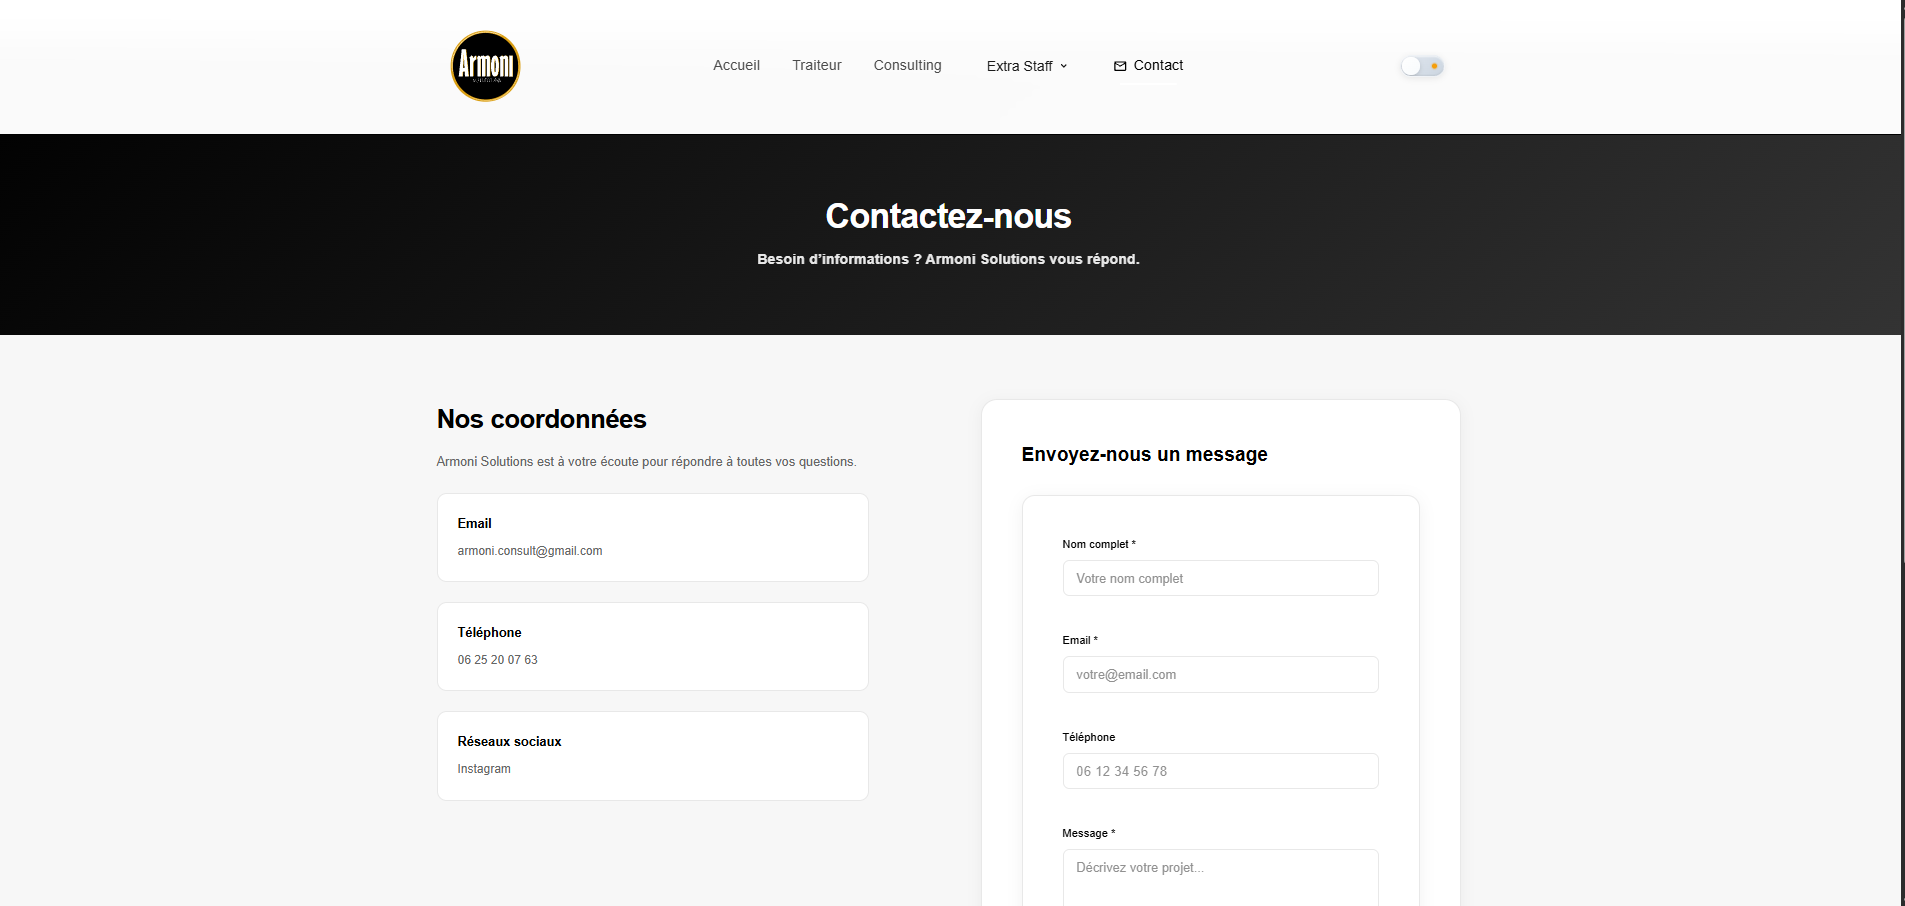 Armoni
Accueil
Traiteur
Consulting
Extra Staff
Contact
Contactez-nous
Besoin d’informations ? Armoni Solutions vous répond.
Nos coordonnées
Armoni Solutions est à votre écoute pour répondre à toutes vos questions.
Email
armoni.consult@gmail.com
Téléphone
06 25 20 07 63
Réseaux sociaux
Instagram
Envoyez-nous un message
Nom complet *
Votre nom complet
Email *
votre@email.com
Téléphone
06 12 34 56 78
Message *
Décrivez votre projet...